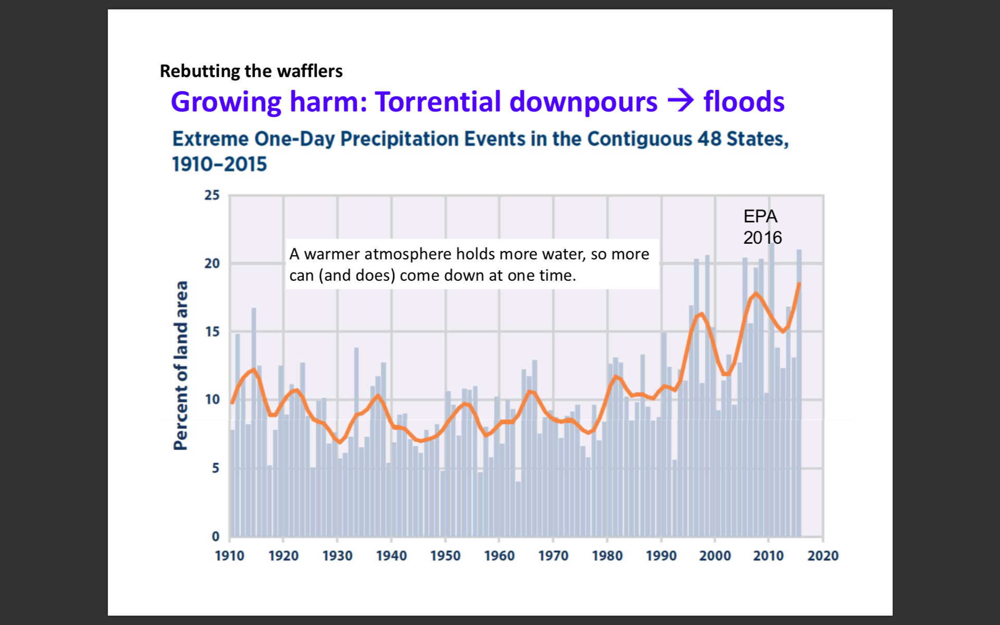 Rebutting the wafflers
Growing harm: Torrential downpours → floods
Extreme One-Day Precipitation Events in the Contiguous 48 States,
1910–2015
25
EPA
2016
A warmer atmosphere holds more water, so more
can (and does) come down at one time.
20
Percent of land area
15
10
5
0
1910 1920 1930 1940 1950 1960 1970 1980 1990 2000 2010 2020